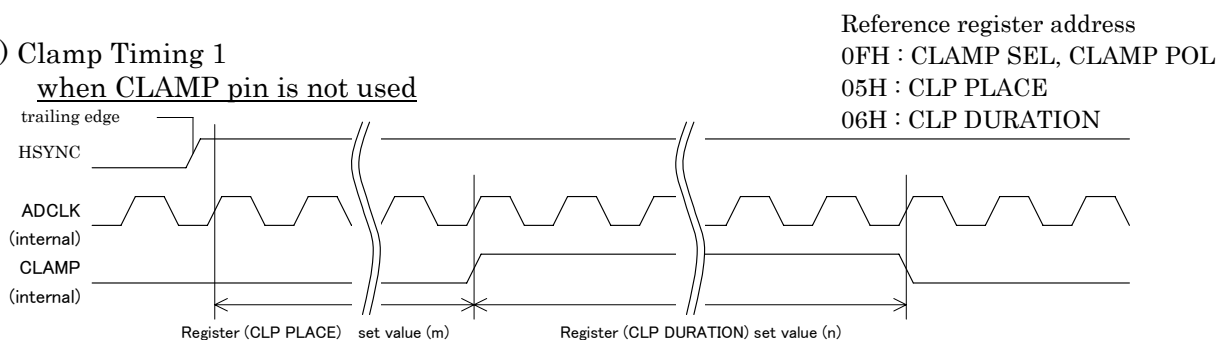 ) Clamp Timing 1
when CLAMP pin is not used
Reference register address
0FH : CLAMP SEL, CLAMP POL
05H : CLP PLACE
06H : CLP DURATION
trailing edge
HSYNC
ADCLK
(internal)
CLAMP
(internal)
Register (CLP PLACE) set value (m)
Register (CLP DURATION) set value (n)